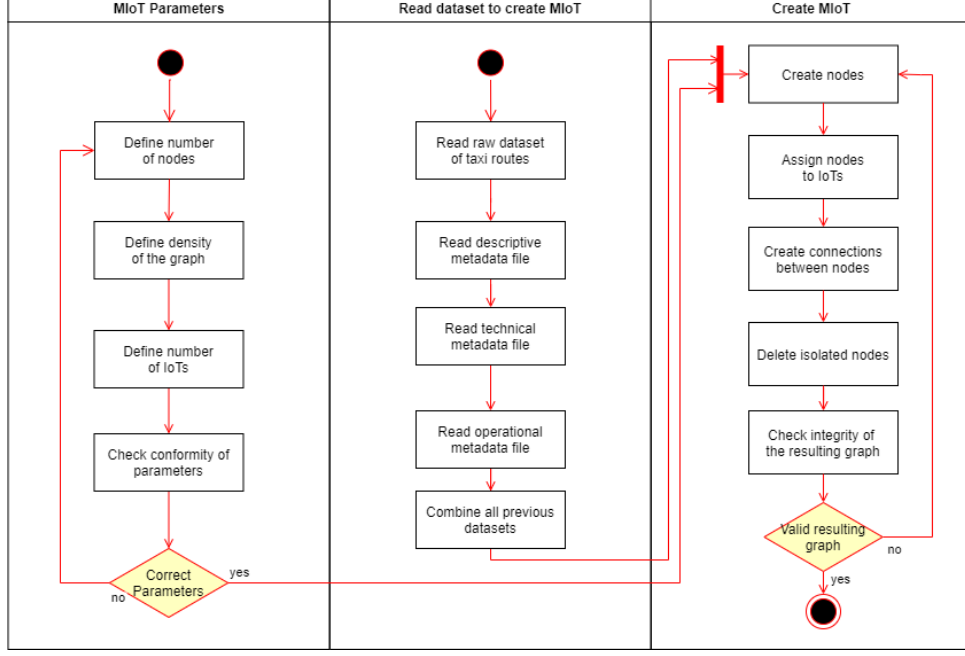 MIoT Parameters
Define number
of nodes
Define density
of the graph
Define number
of IoTs
Check conformity of
parameters
Correct
Parameters
no
yes
Read dataset to create MIoT
Read raw dataset
of taxi routes
Read descriptive
metadata file
Read technical
metadata file
Read operational
metadata file
Combine all previous
datasets
Create MIoT
Create nodes
Assign nodes
to IoTs
Create connections
between nodes
Delete isolated nodes
Check integrity of
the resulting graph
Valid resulting
graph
no
yes